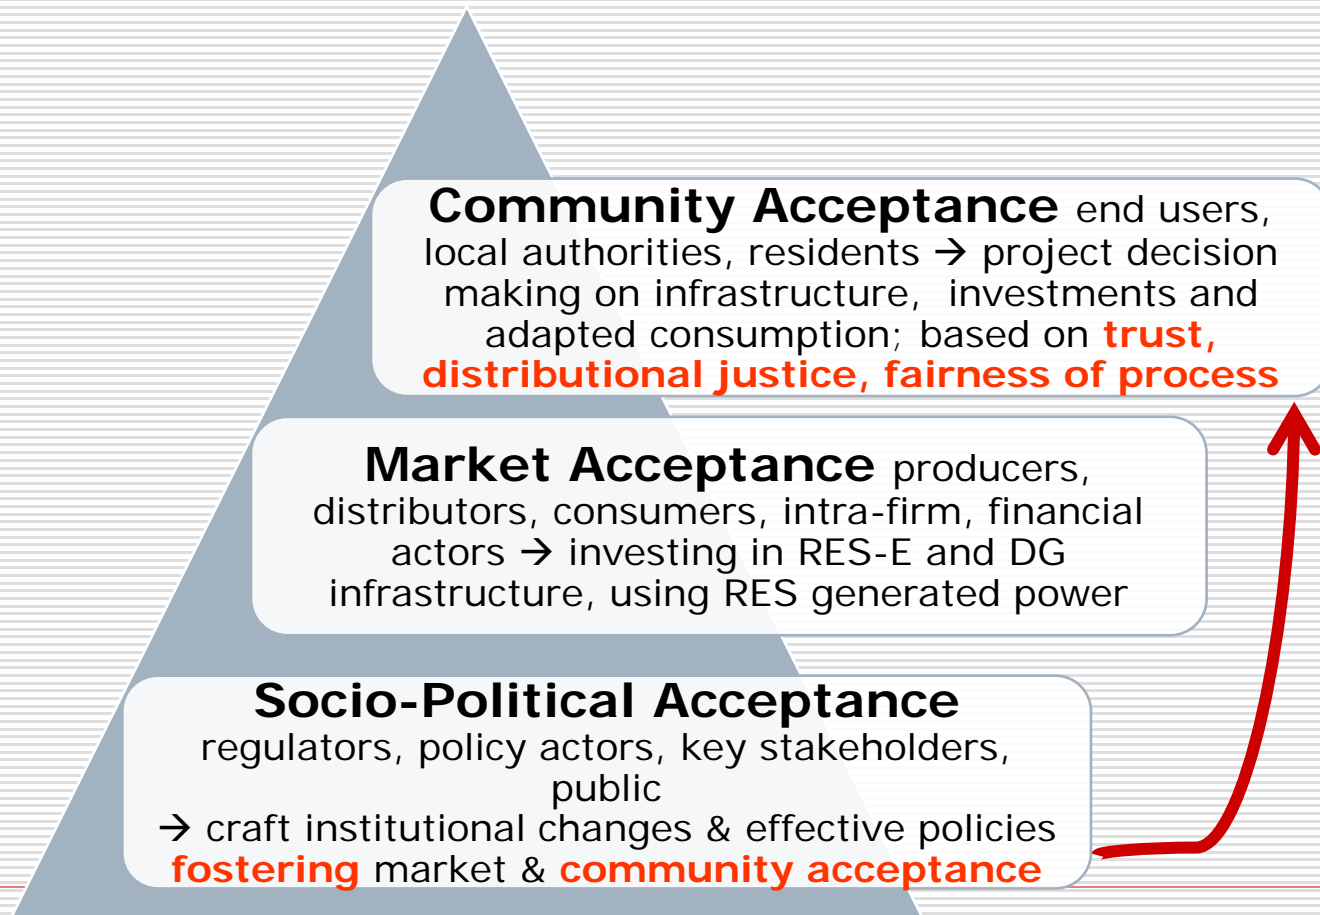 Community Acceptance end users,
local authorities, residents → project decision
making on infrastructure, investments and
adapted consumption; based on trust,
distributional justice, fairness of process
Market Acceptance producers,
distributors, consumers, intra-firm, financial
actors → investing in RES-E and DG
infrastructure, using RES generated power
Socio-Political Acceptance
regulators, policy actors, key stakeholders,
public
→ craft institutional changes & effective policies
fostering market & community acceptance